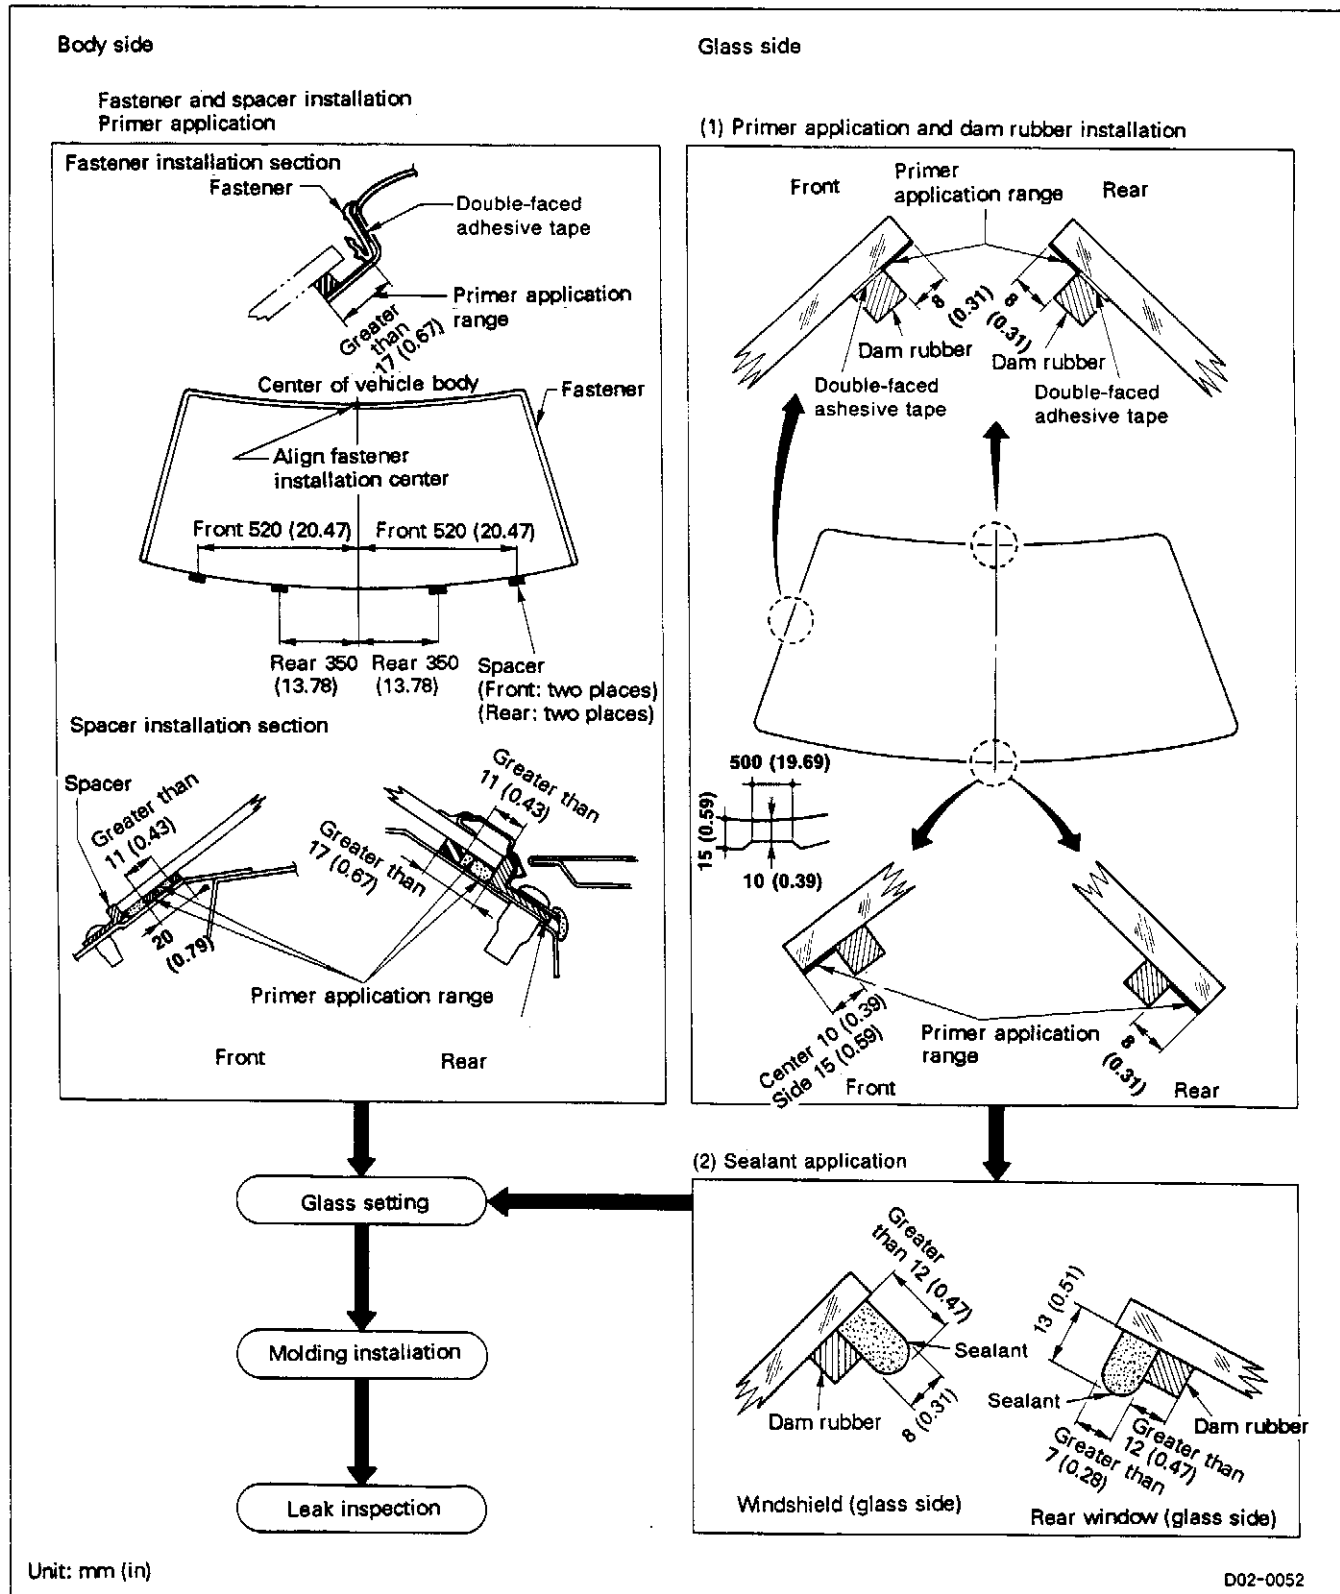 Body side
Fastener and spacer installation
Primer application
Fastener installation section
Fastener
Double-faced
adhesive tape
Primer application
range
Greater
than
17 (0.67)
Center of vehicle body
Fastener
Align fastener
installation center
Front 520 (20.47)
Front 520 (20.47)
Rear 350
(13.78)
Rear 350
(13.78)
Spacer
(Front: two places)
(Rear: two places)
Spacer installation section
Spacer
Greater than
11 (0.43)
20
(0.79)
Greater than
11 (0.43)
Greater than
17 (0.67)
Primer application range
Front
Rear
Glass side
(1) Primer application and dam rubber installation
Front
Primer
application range
Rear
8
(0.31)
8
(0.31)
Dam rubber
Dam rubber
Double-faced
ashesive tape
Double-faced
adhesive tape
500 (19.69)
15 (0.59)
10 (0.39)
Center 10 (0.39)
Side 15 (0.59)
Primer application
range
8
(0.31)
Front
Rear
(2) Sealant application
Greater
than 12 (0.47)
Sealant
8 (0.31)
Dam rubber
Windshield (glass side)
13 (0.51)
Sealant
Dam rubber
Greater than
12 (0.47)
Greater than
7 (0.28)
Rear window (glass side)
Glass setting
Molding installation
Leak inspection
Unit: mm (in)
D02-0052